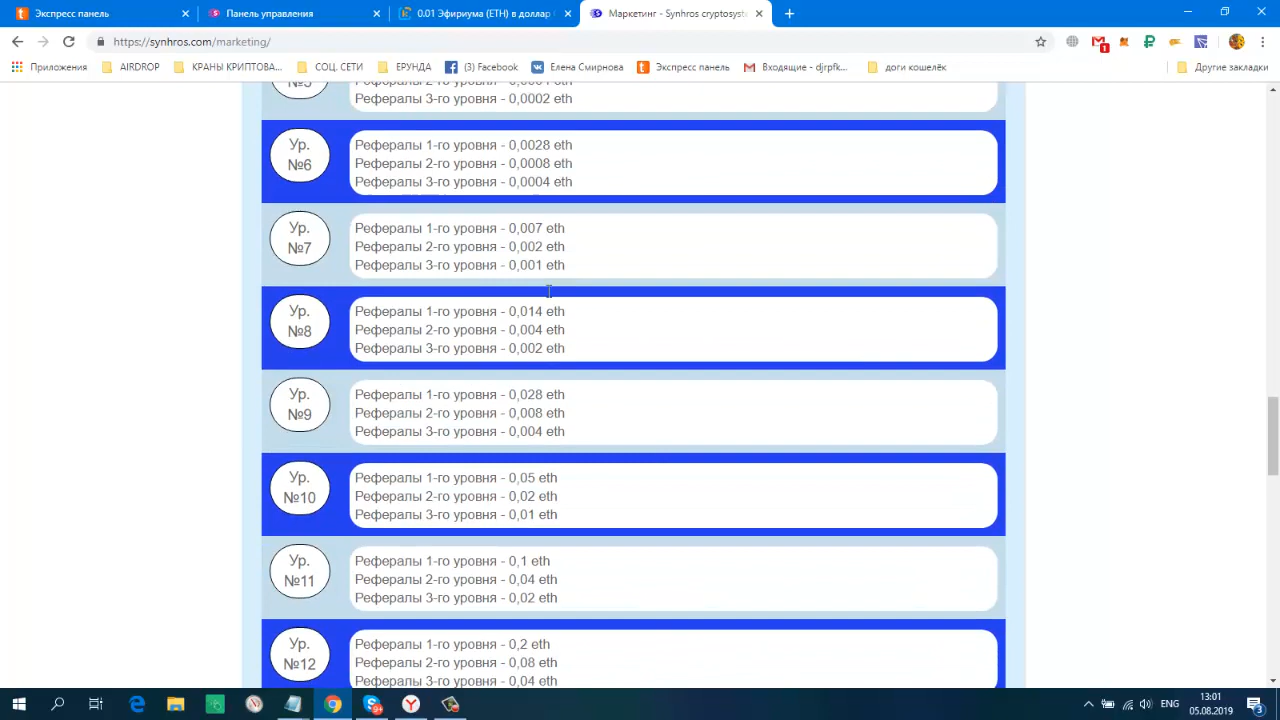 Экспресс панель
Панель управления
0.01 Эфириума (ETH) в доллар
Маркетинг - Synhros cryptosyste
https://synhros.com/marketing/
1
Приложения
AIRDROP
КРАНЫ КРИПТОВА...
СОЦ. СЕТИ
ЕРУНДА
(3) Facebook
Елена Смирнова
Экспресс панель
Входящие - djrpfk...
доги кошелёк
Другие закладки
Рефералы 3-го уровня - 0,0002 eth
Ур.
№6
Рефералы 1-го уровня - 0,0028 eth
Рефералы 2-го уровня - 0,0008 eth
Рефералы 3-го уровня - 0,0004 eth
Ур.
№7
Рефералы 1-го уровня - 0,007 eth
Рефералы 2-го уровня - 0,002 eth
Рефералы 3-го уровня - 0,001 eth
Ур.
№8
Рефералы 1-го уровня - 0,014 eth
Рефералы 2-го уровня - 0,004 eth
Рефералы 3-го уровня - 0,002 eth
Ур.
№9
Рефералы 1-го уровня - 0,028 eth
Рефералы 2-го уровня - 0,008 eth
Рефералы 3-го уровня - 0,004 eth
Ур.
№10
Рефералы 1-го уровня - 0,05 eth
Рефералы 2-го уровня - 0,02 eth
Рефералы 3-го уровня - 0,01 eth
Ур.
№11
Рефералы 1-го уровня - 0,1 eth
Рефералы 2-го уровня - 0,04 eth
Рефералы 3-го уровня - 0,02 eth
Ур.
№12
Рефералы 1-го уровня - 0,2 eth
Рефералы 2-го уровня - 0,08 eth
Рефералы 3-го уровня - 0,04 eth
ENG
13:01
05.08.2019
3